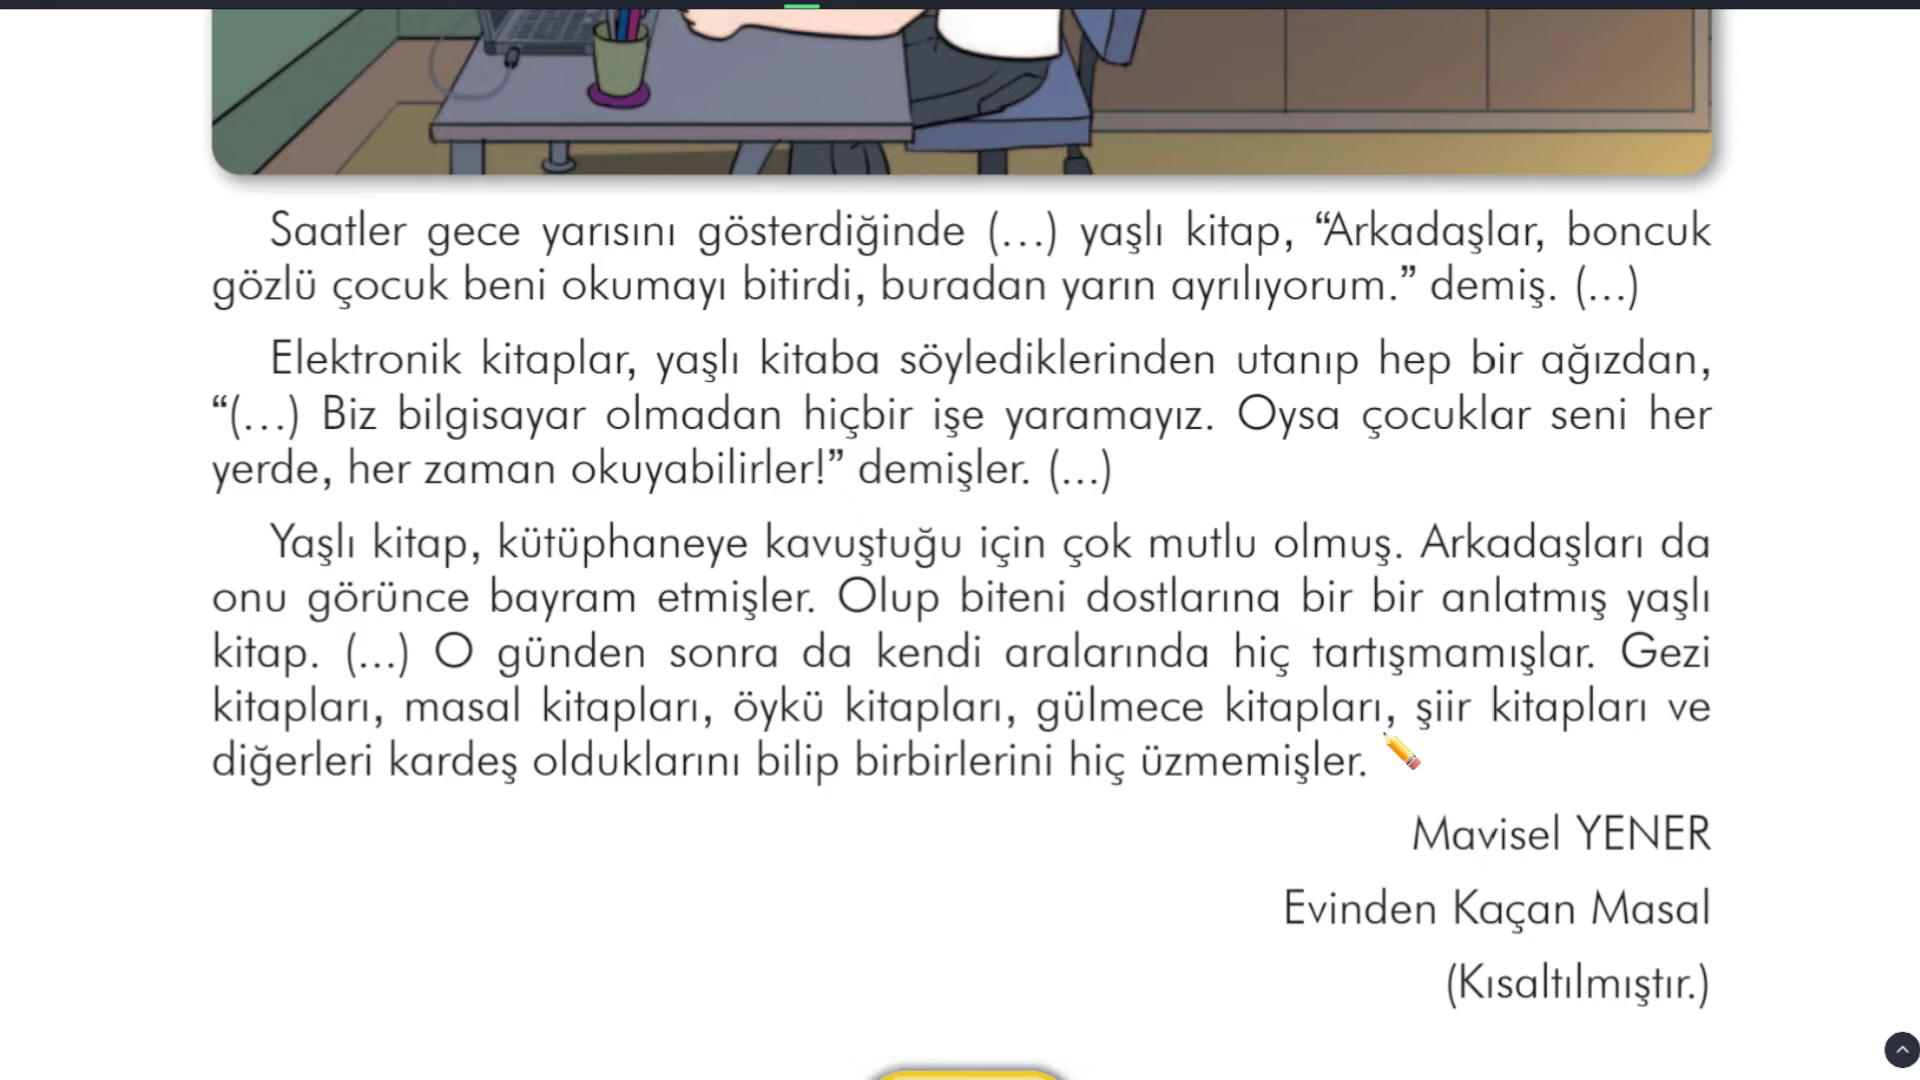 Saatler gece yarısını gösterdiğinde (...) yaşlı kitap, “Arkadaşlar, boncuk
gözlü çocuk beni okumayı bitirdi, buradan yarın ayrılıyorum.” demiş. (...)
Elektronik kitaplar, yaşlı kitaba söylediklerinden utanıp hep bir ağızdan,
“(...) Biz bilgisayar olmadan hiçbir işe yaramayız. Oysa çocuklar seni her
yerde, her zaman okuyabilirler!” demişler. (...)
Yaşlı kitap, kütüphaneye kavuştuğu için çok mutlu olmuş. Arkadaşları da
onu görünce bayram etmişler. Olup biteni dostlarına bir bir anlatmış yaşlı
kitap. (...) O günden sonra da kendi aralarında hiç tartışmamışlar. Gezi
kitapları, masal kitapları, öykü kitapları, gülmece kitapları, şiir kitapları ve
diğerleri kardeş olduklarını bilip birbirlerini hiç üzmemişler.
Mavisel YENER
Evinden Kaçan Masal
(Kısaltılmıştır.)